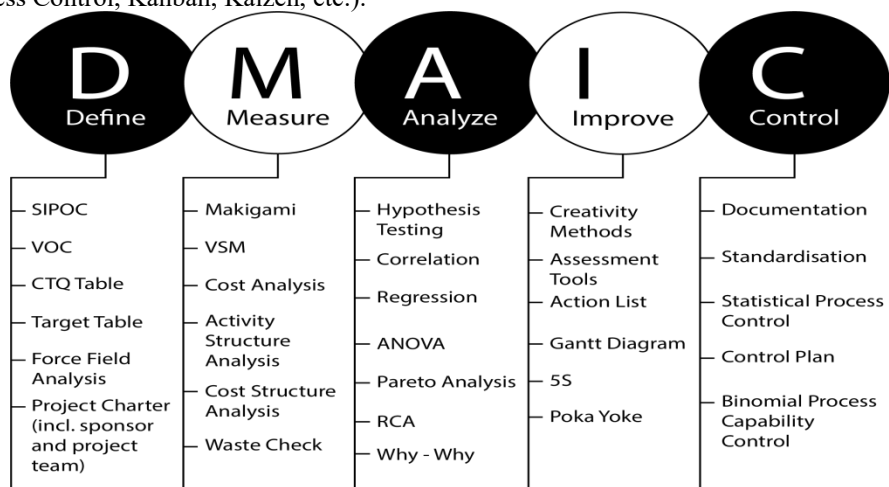 ess Control, Kanban, Kaizen, etc.).
D
Define
M
Measure
A
Analyze
I
Improve
C
Control
SIPOC
VOC
CTQ Table
Target Table
Force Field
Analysis
Project Charter
(incl. sponsor
and project
team)
Makigami
VSM
Cost Analysis
Activity
Structure
Analysis
Cost Structure
Analysis
Waste Check
Hypothesis
Testing
Correlation
Regression
ANOVA
Pareto Analysis
RCA
Why - Why
Creativity
Methods
Assessment
Tools
Action List
Gantt Diagram
5S
Poka Yoke
Documentation
Standardisation
Statistical Process
Control
Control Plan
Binomial Process
Capability
Control